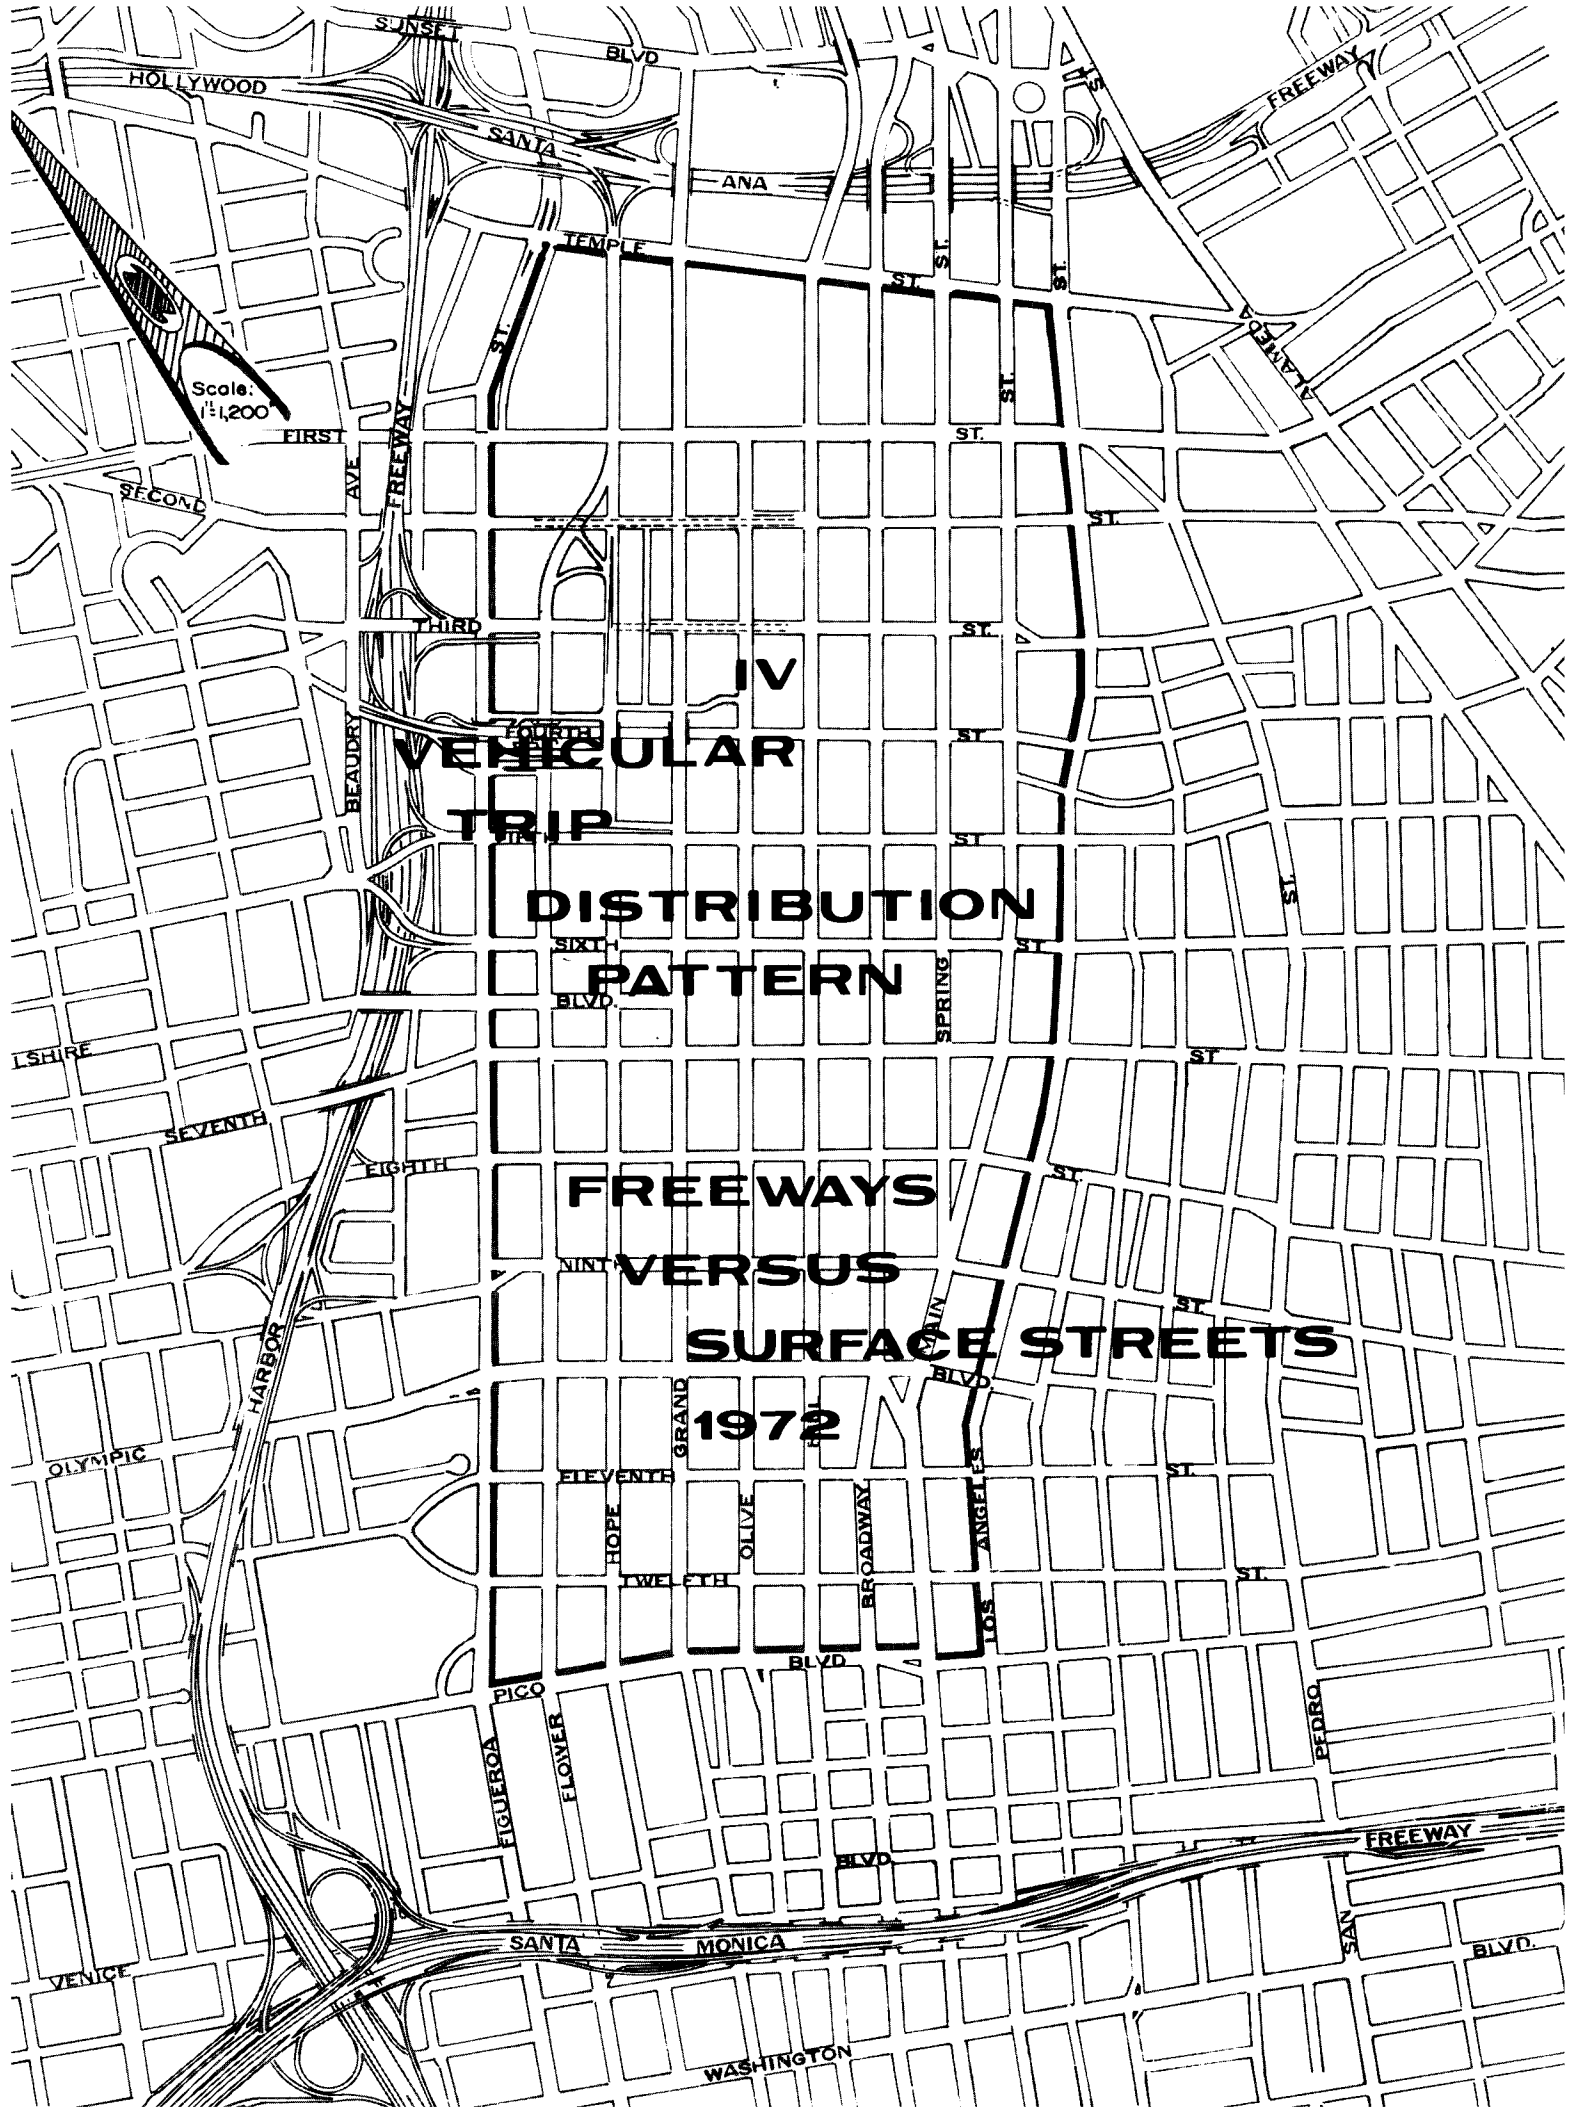 SUNSET
BLVD
HOLLYWOOD
FREEWAY
ST.
SANTA
ANA
TEMPLE
ST.
ST.
ST.
ST.
ALAMEDA
ST.
Scale:
1"=1,200'
FREEWAY
FIRST
ST.
AVE
SECOND
ST.
THIRD
ST.
IV
FOURTH
ST.
VEHICULAR
BEAUDRY
TRIP
FIFTH
ST.
ST.
DISTRIBUTION
SIXTH
ST.
PATTERN
BLVD.
SPRING
LSHIRE
ST.
SEVENTH
EIGHTH
ST.
FREEWAYS
NINTH
VERSUS
ST.
MAIN
SURFACE STREETS
HARBOR
BLVD.
GRAND
1972
HILL
OLYMPIC
ELEVENTH
ST.
HOPE
OLIVE
BROADWAY
ANGELES
TWELFTH
ST.
LOS
BLVD
PICO
PEDRO
FIGUEROA
FLOWER
BLVD.
FREEWAY
SANTA
MONICA
SAN
VENICE
BLVD.
WASHINGTON